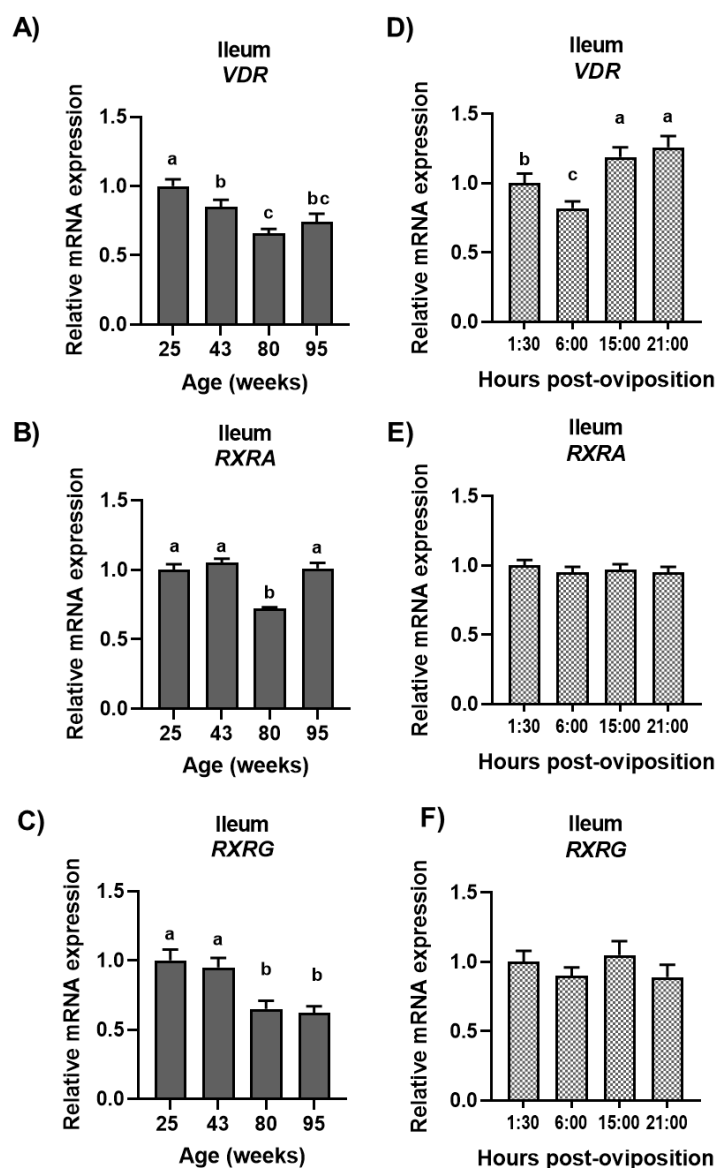 A)
Ileum
VDR
Relative mRNA expression
1.5
1.0
0.5
0.0
a
b
c
bc
25 43 80 95
Age (weeks)
D)
Ileum
VDR
Relative mRNA expression
1.5
1.0
0.5
0.0
b
c
a
a
1:30 6:00 15:00 21:00
Hours post-oviposition
B)
Ileum
RXRA
Relative mRNA expression
1.5
1.0
0.5
0.0
a
a
b
a
25 43 80 95
Age (weeks)
E)
Ileum
RXRA
Relative mRNA expression
1.5
1.0
0.5
0.0
1:30 6:00 15:00 21:00
Hours post-oviposition
C)
Ileum
RXRG
Relative mRNA expression
1.5
1.0
0.5
0.0
a
a
b
b
25 43 80 95
Age (weeks)
F)
Ileum
RXRG
Relative mRNA expression
1.5
1.0
0.5
0.0
1:30 6:00 15:00 21:00
Hours post-oviposition